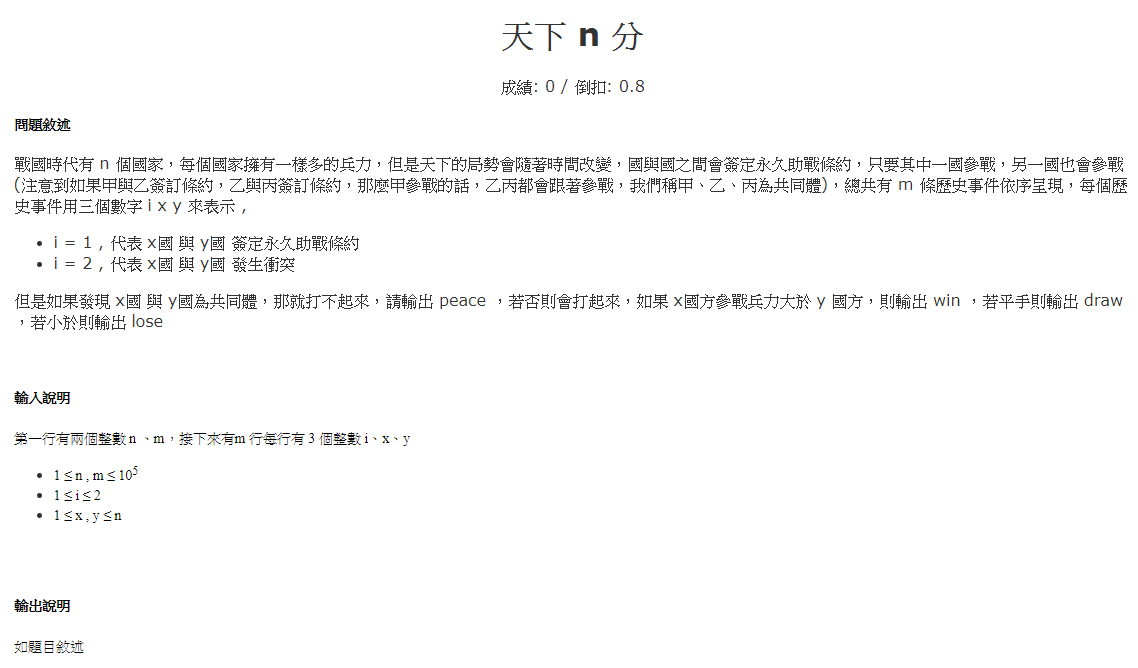 天下 n 分
成績: 0 / 倒扣: 0.8
問題敘述
戰國時代有 n 個國家，每個國家擁有一樣多的兵力，但是天下的局勢會隨著時間改變，國與國之間會簽定永久助戰條約，只要其中一國參戰，另一國也會參戰
(注意到如果甲與乙簽訂條約，乙與丙簽訂條約，那麼甲參戰的話，乙丙都會跟著參戰，我們稱甲、乙、丙為共同體)，總共有 m 條歷史事件依序呈現，每個歷
史事件用三個數字 i x y 來表示 ,
• i = 1 , 代表 x國 與 y國 簽定永久助戰條約
• i = 2 , 代表 x國 與 y國 發生衝突
但是如果發現 x國 與 y國為共同體，那就打不起來，請輸出 peace ，若否則會打起來，如果 x國方參戰兵力大於 y 國方，則輸出 win ，若平手則輸出 draw
，若小於則輸出 lose
輸入說明
第一行有兩個整數 n 、m，接下來有m 行每行有 3 個整數 i、x、y
• 1 ≤ n , m ≤ 10⁵
• 1 ≤ i ≤ 2
• 1 ≤ x , y ≤ n
輸出說明
如題目敘述